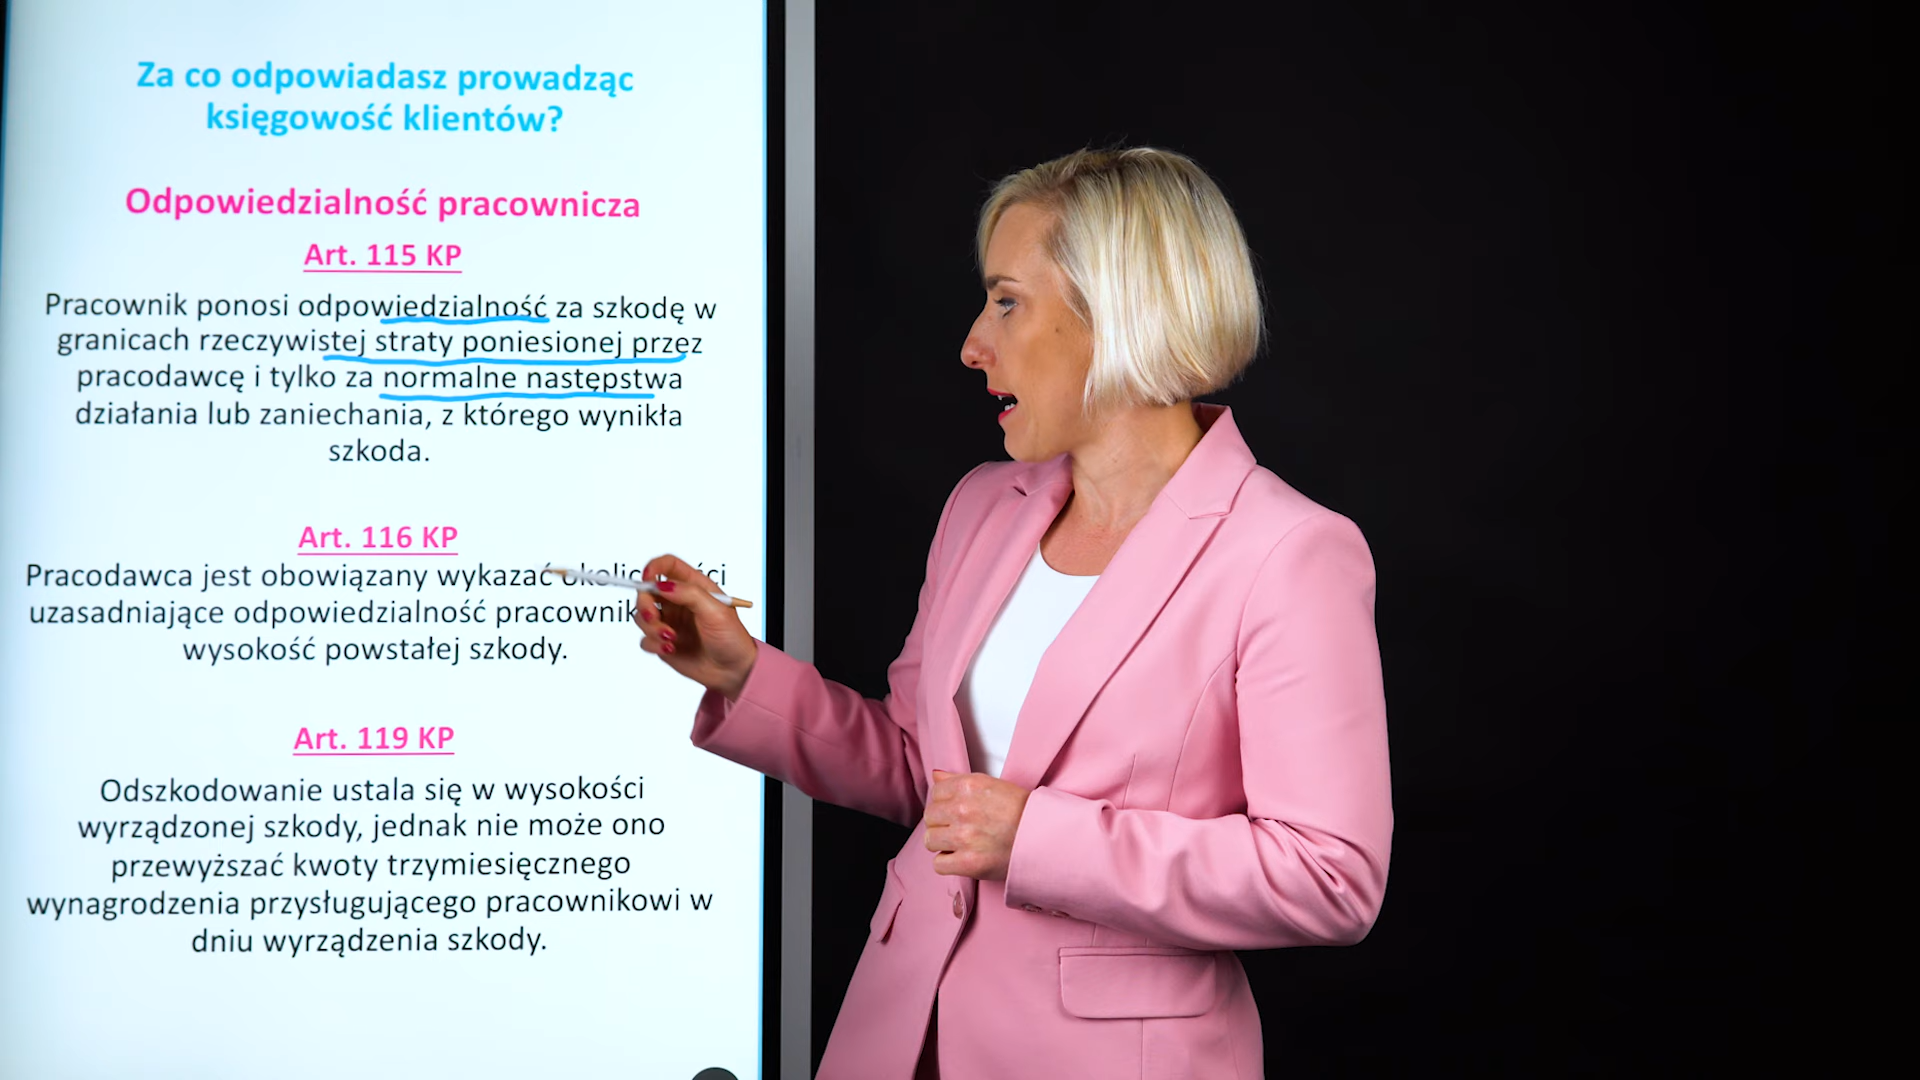 Za co odpowiadasz prowadząc
księgowość klientów?
Odpowiedzialność pracownicza
Art. 115 KP
Pracownik ponosi odpowiedzialność za szkodę w
granicach rzeczywistej straty poniesionej przez
pracodawcę i tylko za normalne następstwa
działania lub zaniechania, z którego wynikła
szkoda.
Art. 116 KP
Pracodawca jest obowiązany wykazać
uzasadniające odpowiedzialność
wysokość powstałej szkody.
Art. 119 KP
Odszkodowanie ustala się w wysokości
wyrządzonej szkody, jednak nie może ono
przewyższać kwoty trzymiesięcznego
wynagrodzenia przysługującego pracownikowi w
dniu wyrządzenia szkody.